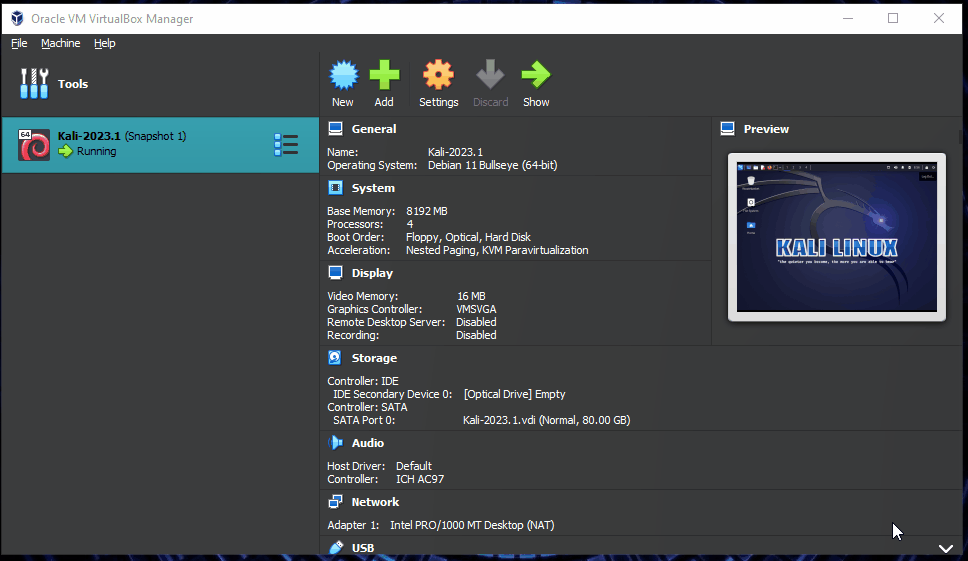 Oracle VM VirtualBox Manager
File Machine Help
Tools
New Add Settings Discard Show
64
Kali-2023.1 (Snapshot 1)
Running
General
Name: Kali-2023.1
Operating System: Debian 11 Bullseye (64-bit)
System
Base Memory: 8192 MB
Processors: 4
Boot Order: Floppy, Optical, Hard Disk
Acceleration: Nested Paging, KVM Paravirtualization
Display
Video Memory: 16 MB
Graphics Controller: VMSVGA
Remote Desktop Server: Disabled
Recording: Disabled
Storage
Controller: IDE
IDE Secondary Device 0: [Optical Drive] Empty
Controller: SATA
SATA Port 0: Kali-2023.1.vdi (Normal, 80.00 GB)
Audio
Host Driver: Default
Controller: ICH AC97
Network
Adapter 1: Intel PRO/1000 MT Desktop (NAT)
USB
Preview
KALI LINUX
"the quieter you become, the more you are able to hear"